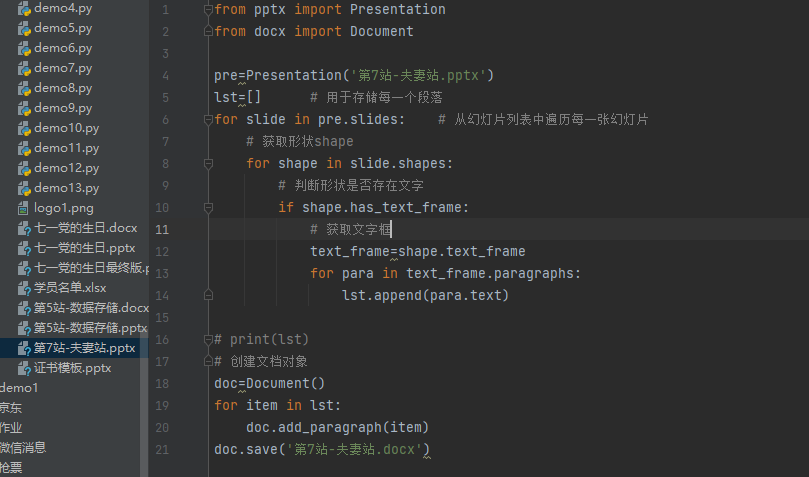 demo4.py
demo5.py
demo6.py
demo7.py
demo8.py
demo9.py
demo10.py
demo11.py
demo12.py
demo13.py
logo1.png
七一党的生日.docx
七一党的生日.pptx
七一党的生日最终版.p
学员名单.xlsx
第5站-数据存储.docx
第5站-数据存储.pptx
第7站-夫妻站.pptx
证书模板.pptx
demo1
京东
作业
微信消息
抢票
1 from pptx import Presentation
2 from docx import Document
3
4 pre=Presentation('第7站-夫妻站.pptx')
5 lst=[] # 用于存储每一个段落
6 for slide in pre.slides: # 从幻灯片列表中遍历每一张幻灯片
7 # 获取形状shape
8 for shape in slide.shapes:
9 # 判断形状是否存在文字
10 if shape.has_text_frame:
11 # 获取文字框
12 text_frame=shape.text_frame
13 for para in text_frame.paragraphs:
14 lst.append(para.text)
15
16 # print(lst)
17 # 创建文档对象
18 doc=Document()
19 for item in lst:
20 doc.add_paragraph(item)
21 doc.save('第7站-夫妻站.docx')